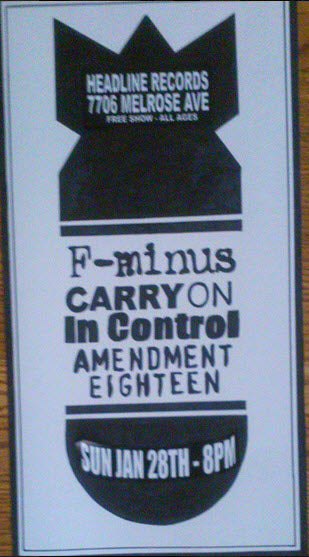 HEADLINE RECORDS
7706 MELROSE AVE
FREE SHOW - ALL AGES
F-minus
CARRY ON
In Control
AMENDMENT
EIGHTEEN
SUN JAN 28TH - 8PM